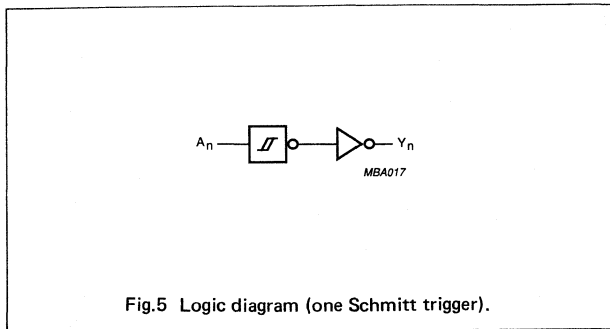 Aₙ
Yₙ
MBA017
Fig.5 Logic diagram (one Schmitt trigger).